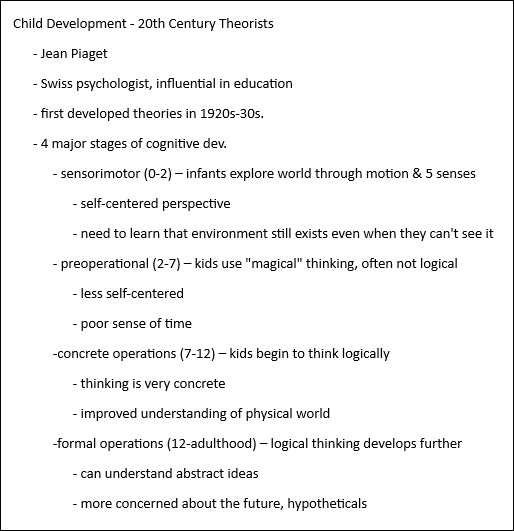 Child Development - 20th Century Theorists
- Jean Piaget
- Swiss psychologist, influential in education
- first developed theories in 1920s-30s.
- 4 major stages of cognitive dev.
- sensorimotor (0-2) – infants explore world through motion & 5 senses
- self-centered perspective
- need to learn that environment still exists even when they can't see it
- preoperational (2-7) – kids use "magical" thinking, often not logical
- less self-centered
- poor sense of time
-concrete operations (7-12) – kids begin to think logically
- thinking is very concrete
- improved understanding of physical world
-formal operations (12-adulthood) – logical thinking develops further
- can understand abstract ideas
- more concerned about the future, hypotheticals